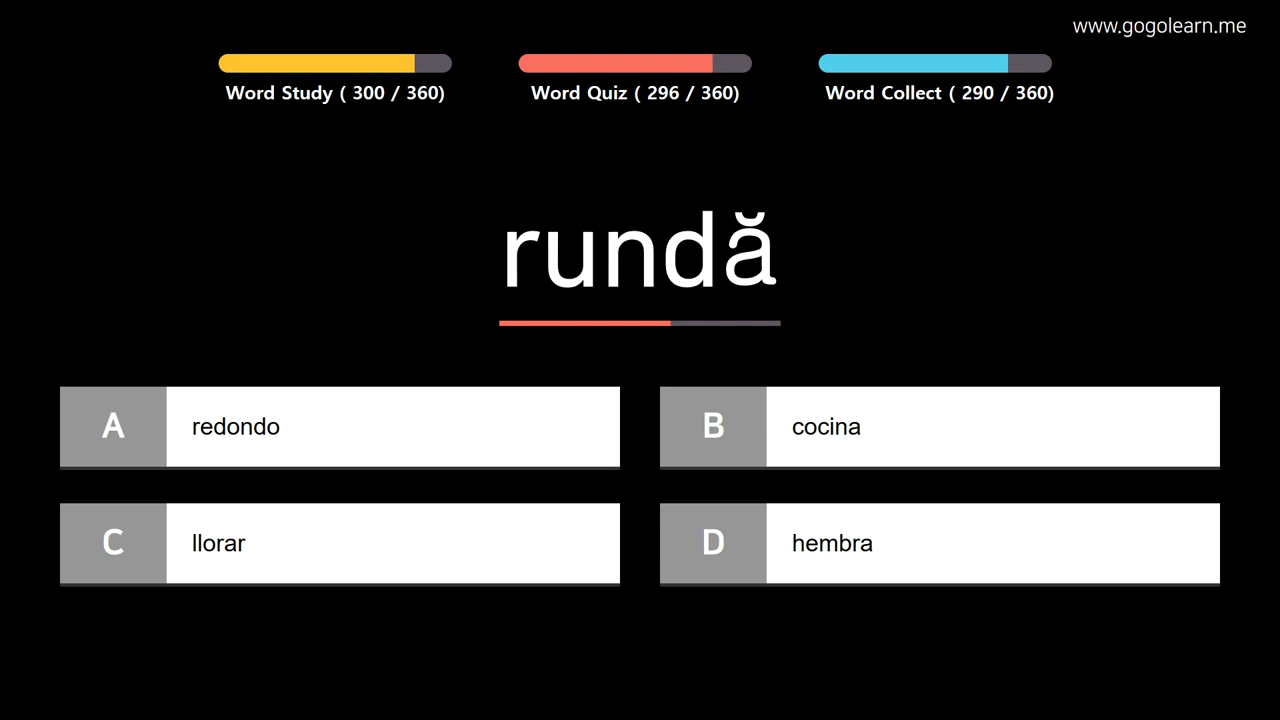 www.gogolearn.me
Word Study ( 300 / 360)
Word Quiz ( 296 / 360)
Word Collect ( 290 / 360)
rundă
A redondo
B cocina
C llorar
D hembra